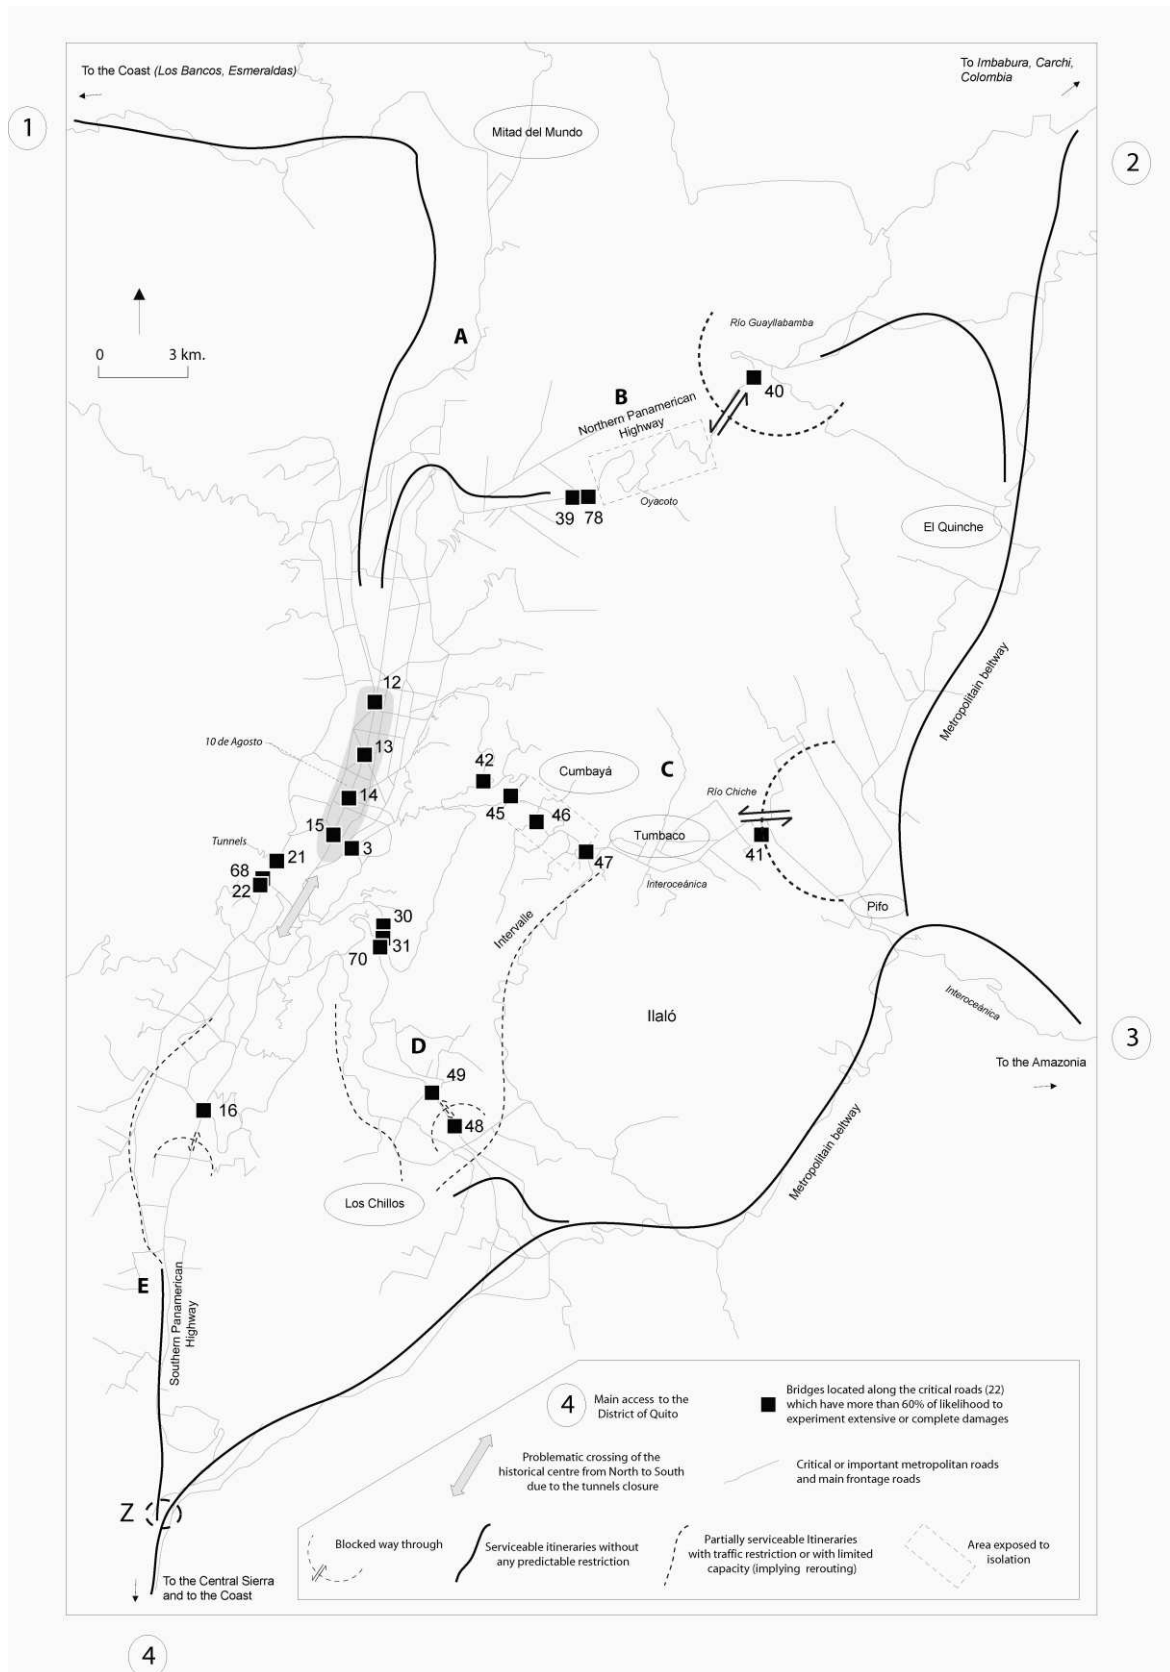 To the Coast (Los Bancos, Esmeraldas)
To Imbabura, Carchi,
Colombia
1
Mitad del Mundo
2
0 3 km.
A
Río Guayllabamba
B
40
Northern Panamerican
Highway
39 78
Oyacoto
El Quinche
Metropolitain beltway
12
10 de Agosto
13
42
Cumbayá
C
14
45
46
Río Chiche
15
3
Tumbaco
41
Tunnels
21
47
68
22
Interoceánica
Pifo
30
31
70
Intervalle
Interoceánica
Ilaló
3
To the Amazonia
D
49
16
48
Metropolitain beltway
Los Chillos
E
Southern Panamerican
Highway
4
Main access to the
District of Quito
Bridges located along the critical roads (22)
which have more than 60% of likelihood to
experiment extensive or complete damages
Problematic crossing of the
historical centre from North to South
due to the tunnels closure
Critical or important metropolitan roads
and main frontage roads
Z
Blocked way through
Serviceable itineraries without
any predictable restriction
Partially serviceable Itineraries
with traffic restriction or with limited
capacity (implying rerouting)
Area exposed to
isolation
To the Central Sierra
and to the Coast
4